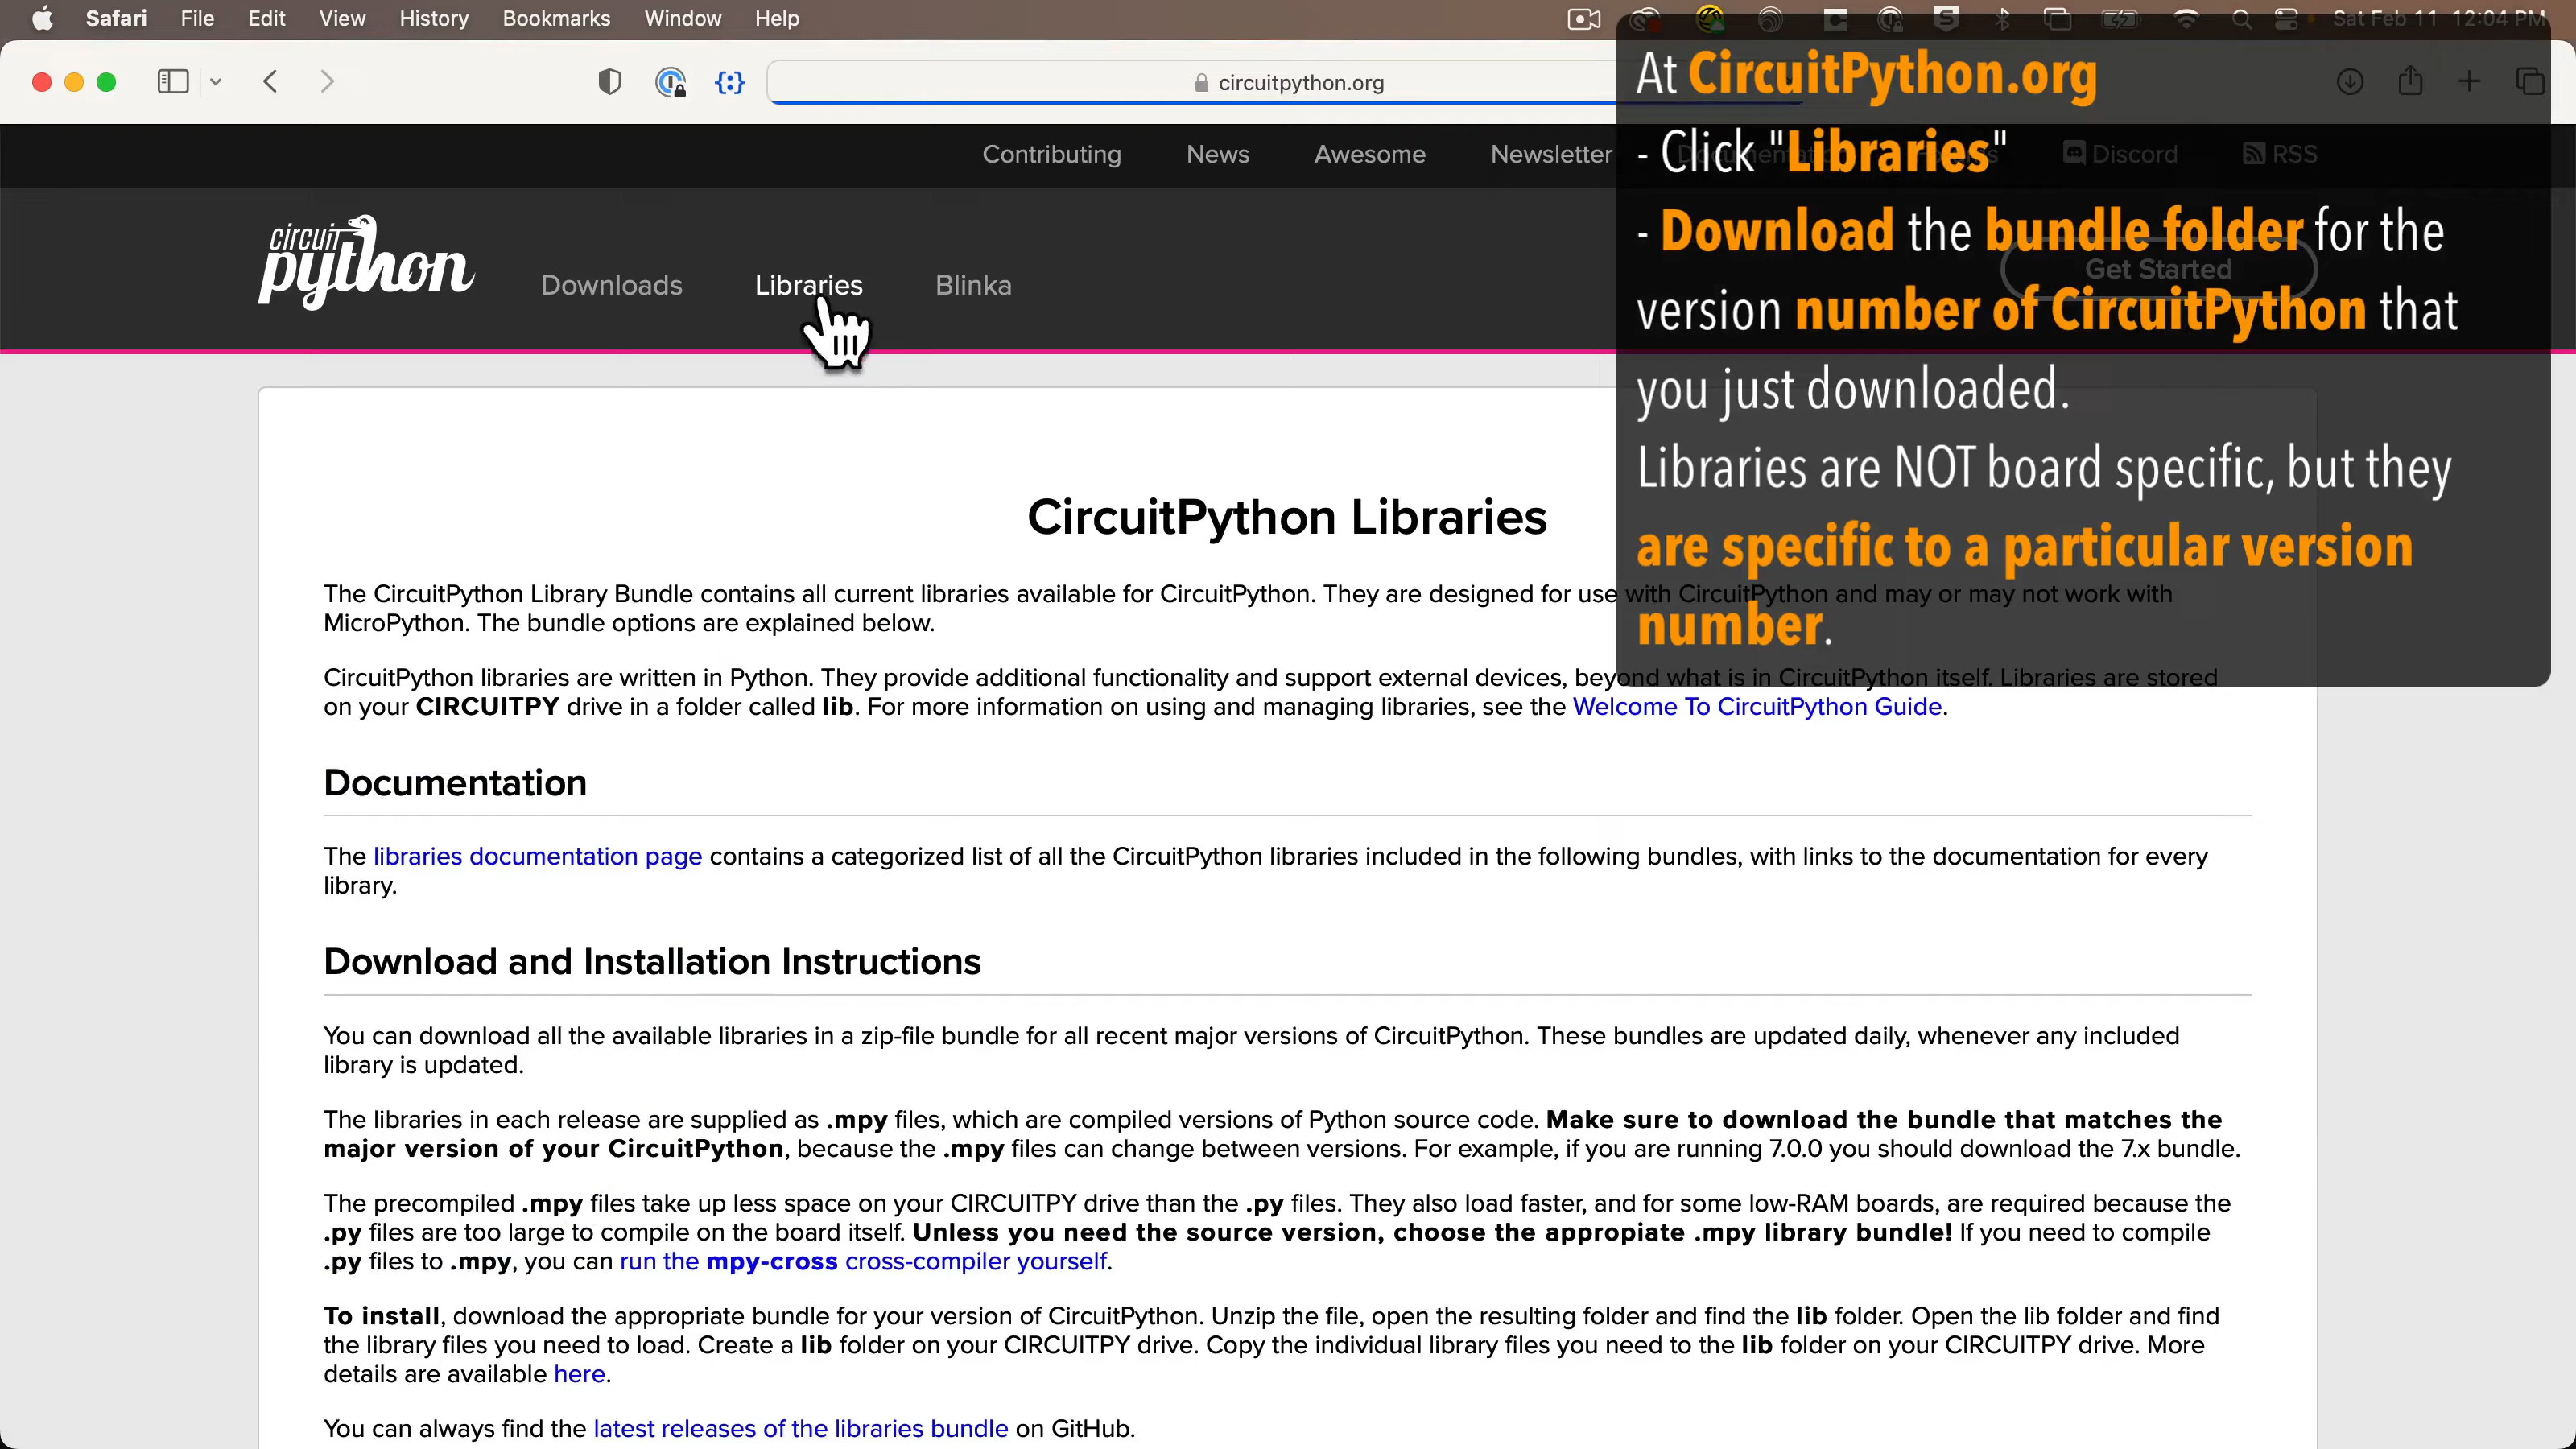 Safari File Edit View History Bookmarks Window Help Sat Feb 11 12:04 PM
circuitpython.org
Contributing News Awesome Newsletter Discord RSS
circuit
python
Downloads Libraries Blinka Get Started
At CircuitPython.org
- Click "Libraries"
- Download the bundle folder for the
version number of CircuitPython that
you just downloaded.
Libraries are NOT board specific, but they
are specific to a particular version
number.
CircuitPython Libraries
The CircuitPython Library Bundle contains all current libraries available for CircuitPython. They are designed for use with CircuitPython and may or may not work with
MicroPython. The bundle options are explained below.
CircuitPython libraries are written in Python. They provide additional functionality and support external devices, beyond what is in CircuitPython itself. Libraries are stored
on your CIRCUITPY drive in a folder called lib. For more information on using and managing libraries, see the Welcome To CircuitPython Guide.
Documentation
The libraries documentation page contains a categorized list of all the CircuitPython libraries included in the following bundles, with links to the documentation for every
library.
Download and Installation Instructions
You can download all the available libraries in a zip-file bundle for all recent major versions of CircuitPython. These bundles are updated daily, whenever any included
library is updated.
The libraries in each release are supplied as .mpy files, which are compiled versions of Python source code. Make sure to download the bundle that matches the
major version of your CircuitPython, because the .mpy files can change between versions. For example, if you are running 7.0.0 you should download the 7.x bundle.
The precompiled .mpy files take up less space on your CIRCUITPY drive than the .py files. They also load faster, and for some low-RAM boards, are required because the
.py files are too large to compile on the board itself. Unless you need the source version, choose the appropiate .mpy library bundle! If you need to compile
.py files to .mpy, you can run the mpy-cross cross-compiler yourself.
To install, download the appropriate bundle for your version of CircuitPython. Unzip the file, open the resulting folder and find the lib folder. Open the lib folder and find
the library files you need to load. Create a lib folder on your CIRCUITPY drive. Copy the individual library files you need to the lib folder on your CIRCUITPY drive. More
details are available here.
You can always find the latest releases of the libraries bundle on GitHub.